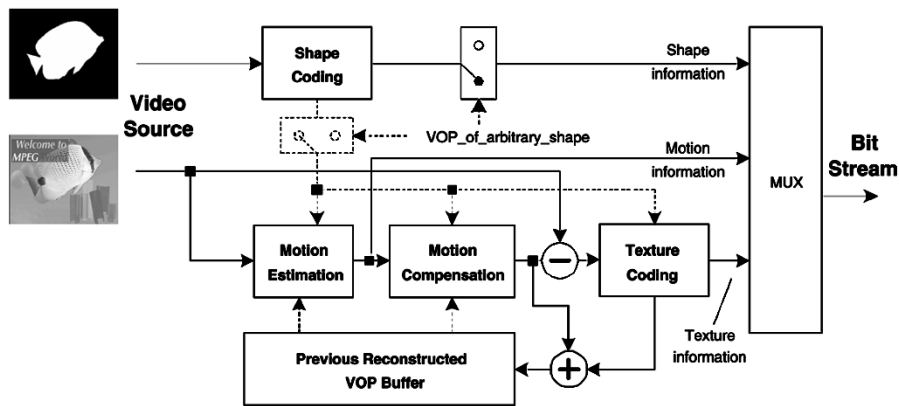 Shape
Coding
Shape
information
Video
Source
VOP_of_arbitrary_shape
Welcome to
MPEG World
Motion
information
Bit
Stream
MUX
Motion
Estimation
Motion
Compensation
Texture
Coding
Texture
information
Previous Reconstructed
VOP Buffer